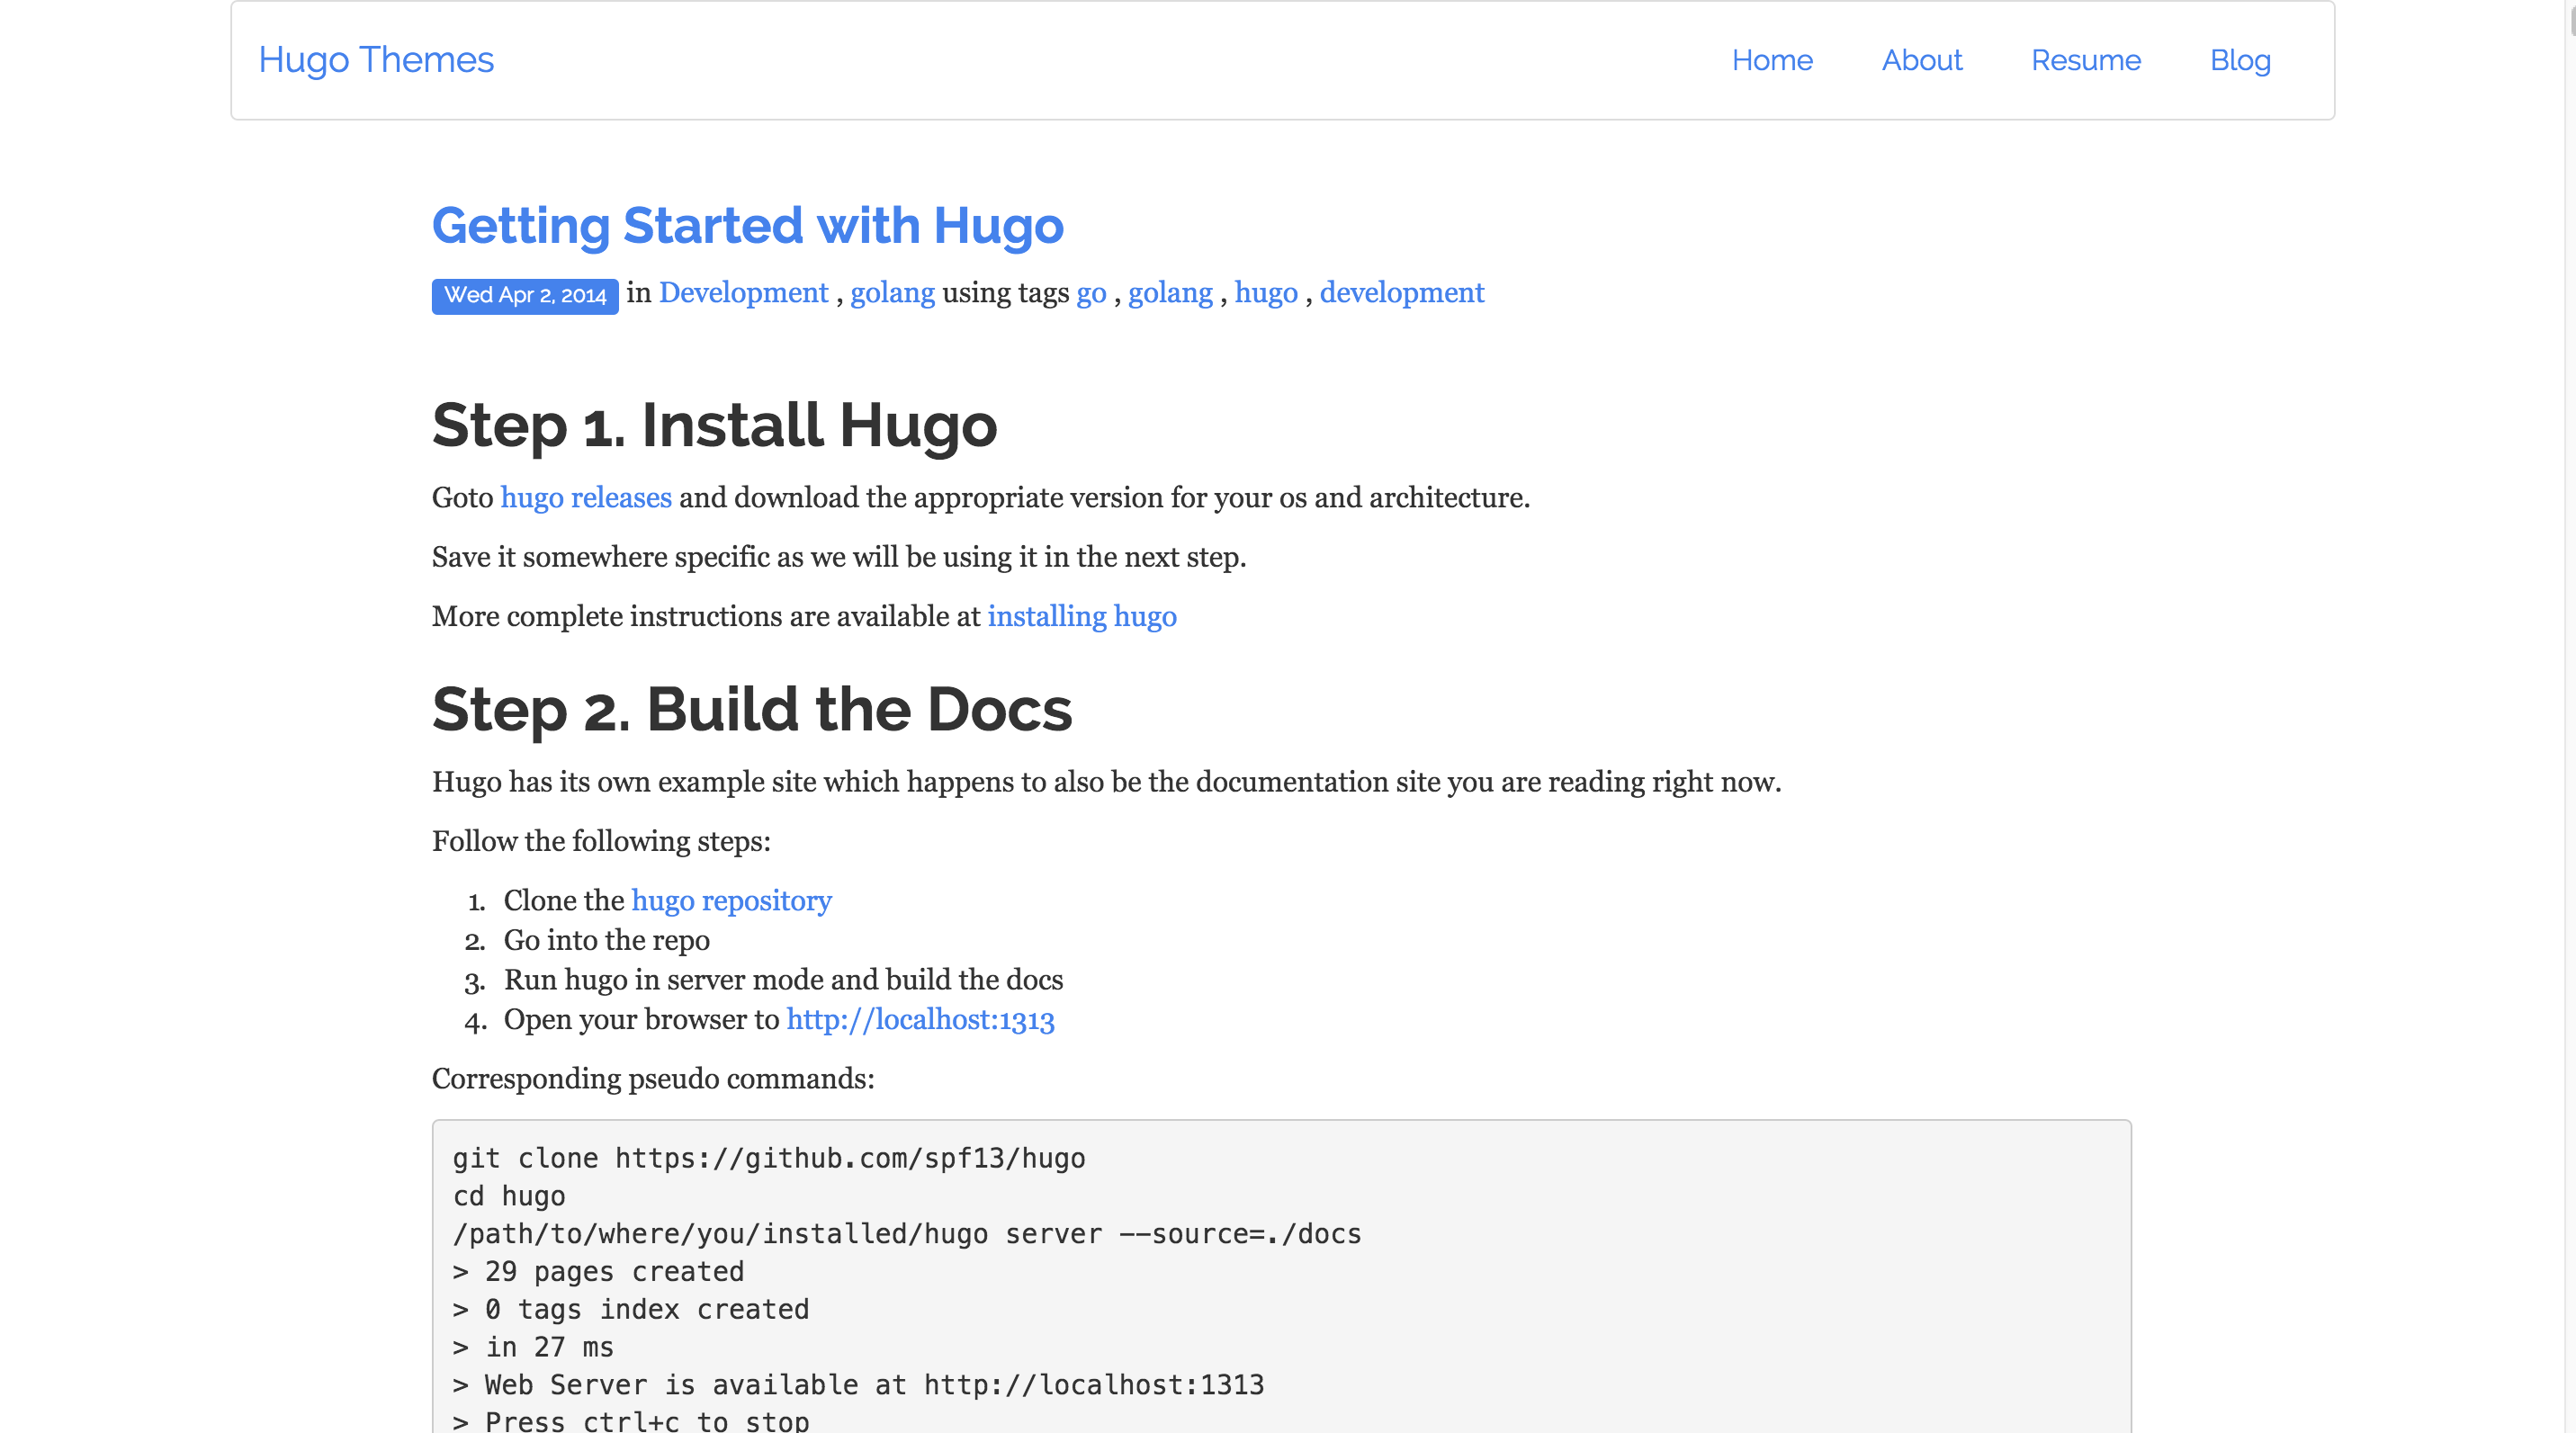 Hugo Themes Home About Resume Blog
Getting Started with Hugo
Wed Apr 2, 2014 in Development , golang using tags go , golang , hugo , development
Step 1. Install Hugo
Goto hugo releases and download the appropriate version for your os and architecture.
Save it somewhere specific as we will be using it in the next step.
More complete instructions are available at installing hugo
Step 2. Build the Docs
Hugo has its own example site which happens to also be the documentation site you are reading right now.
Follow the following steps:
1. Clone the hugo repository
2. Go into the repo
3. Run hugo in server mode and build the docs
4. Open your browser to http://localhost:1313
Corresponding pseudo commands:
git clone https://github.com/spf13/hugo
cd hugo
/path/to/where/you/installed/hugo server --source=./docs
> 29 pages created
> 0 tags index created
> in 27 ms
> Web Server is available at http://localhost:1313
> Press ctrl+c to stop